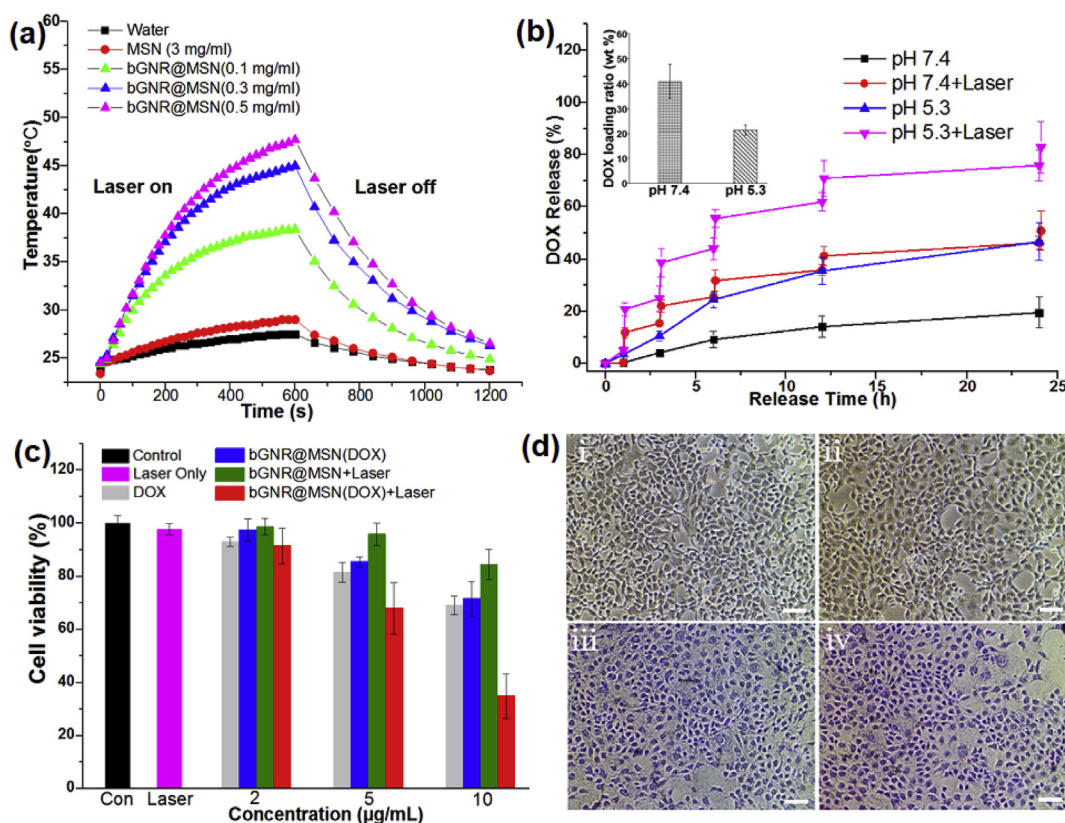 (a)
Water
MSN (3 mg/ml)
bGNR@MSN(0.1 mg/ml)
bGNR@MSN(0.3 mg/ml)
bGNR@MSN(0.5 mg/ml)
Laser on
Laser off
Temperature(°C)
60
55
50
45
40
35
30
25
0 200 400 600 800 1000 1200
Time (s)
(b)
DOX loading ratio (wt %)
60
50
40
30
20
10
0
pH 7.4 pH 5.3
pH 7.4
pH 7.4+Laser
pH 5.3
pH 5.3+Laser
DOX Release (%)
120
100
80
60
40
20
0
0 5 10 15 20 25
Release Time (h)
(c)
Control
Laser Only
DOX
bGNR@MSN(DOX)
bGNR@MSN+Laser
bGNR@MSN(DOX)+Laser
Cell viability (%)
120
100
80
60
40
20
0
Con Laser 2 5 10
Concentration (µg/mL)
(d)
i
ii
iii
iv